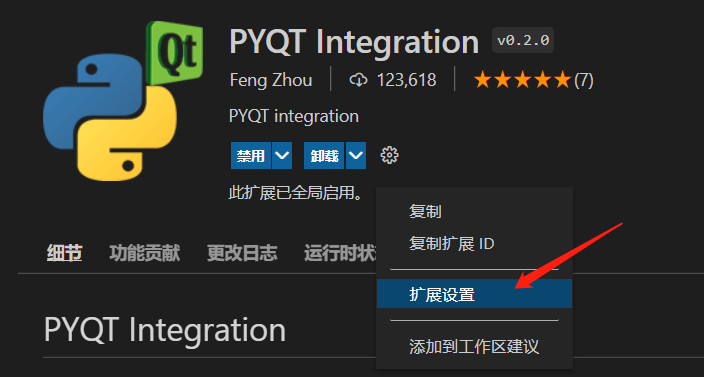 Qt
PYQT Integration v0.2.0
Feng Zhou 123,618 (7)
PYQT integration
禁用 卸载
此扩展已全局启用。
复制
复制扩展 ID
扩展设置
添加到工作区建议
细节 功能贡献 更改日志 运行时状
PYQT Integration